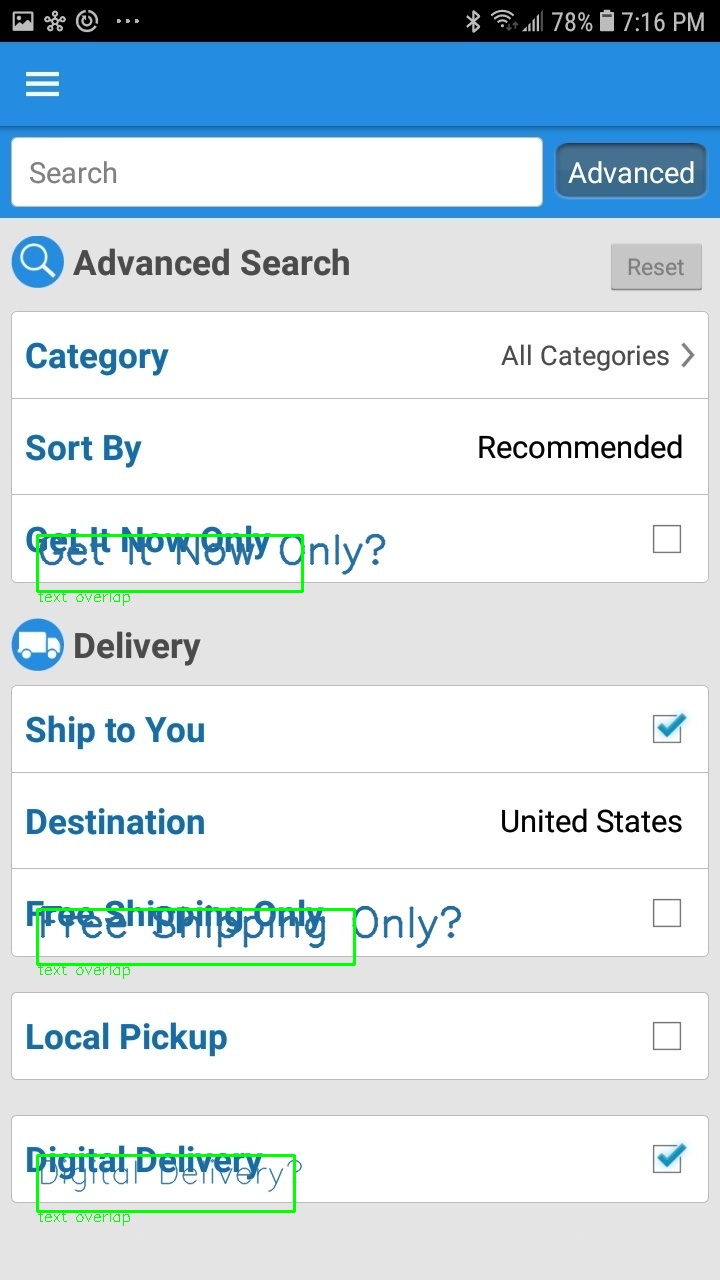 78% 7:16 PM
Search
Advanced
Advanced Search
Reset
Category
All Categories
Sort By
Recommended
Get It Now Only
Get It Now Only?
text overlap
Delivery
Ship to You
Destination
United States
Free Shipping Only
Free Shipping Only?
text overlap
Local Pickup
Digital Delivery
Digital Delivery?
text overlap